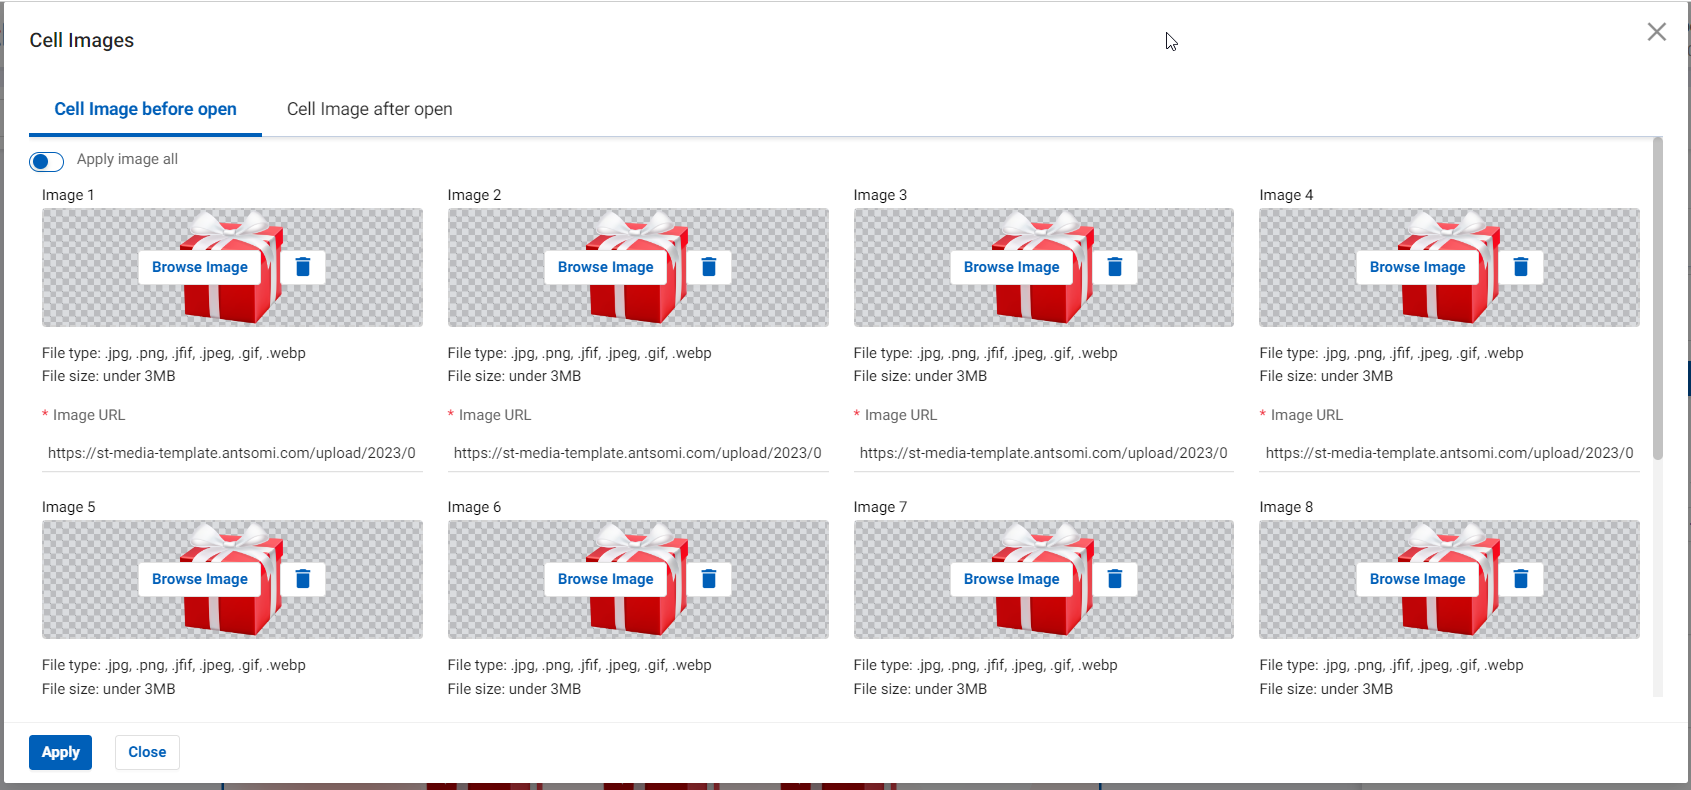 Cell Images
Cell Image before open
Cell Image after open
Apply image all
Image 1
Image 2
Image 3
Image 4
Browse Image
Browse Image
Browse Image
Browse Image
File type: .jpg, .png, .jfif, .jpeg, .gif, .webp
File size: under 3MB
File type: .jpg, .png, .jfif, .jpeg, .gif, .webp
File size: under 3MB
File type: .jpg, .png, .jfif, .jpeg, .gif, .webp
File size: under 3MB
File type: .jpg, .png, .jfif, .jpeg, .gif, .webp
File size: under 3MB
* Image URL
* Image URL
* Image URL
* Image URL
https://st-media-template.antsomi.com/upload/2023/0
https://st-media-template.antsomi.com/upload/2023/0
https://st-media-template.antsomi.com/upload/2023/0
https://st-media-template.antsomi.com/upload/2023/0
Image 5
Image 6
Image 7
Image 8
Browse Image
Browse Image
Browse Image
Browse Image
File type: .jpg, .png, .jfif, .jpeg, .gif, .webp
File size: under 3MB
File type: .jpg, .png, .jfif, .jpeg, .gif, .webp
File size: under 3MB
File type: .jpg, .png, .jfif, .jpeg, .gif, .webp
File size: under 3MB
File type: .jpg, .png, .jfif, .jpeg, .gif, .webp
File size: under 3MB
Apply
Close